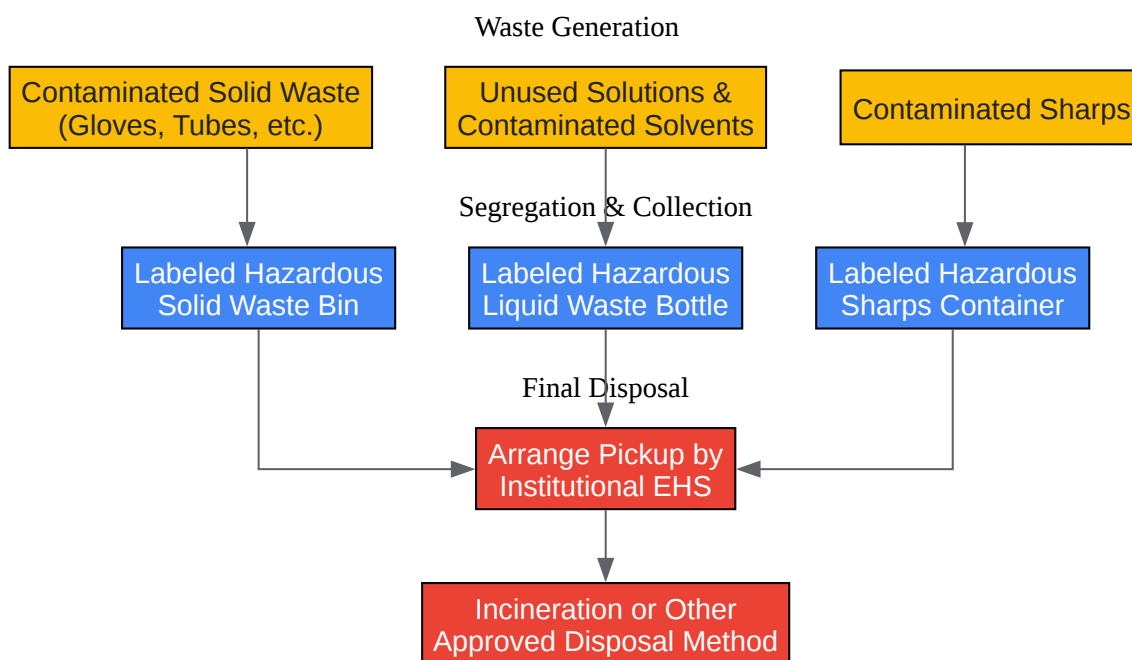 Waste Generation
Contaminated Solid Waste
(Gloves, Tubes, etc.)
Unused Solutions &
Contaminated Solvents
Contaminated Sharps
Segregation & Collection
Labeled Hazardous
Solid Waste Bin
Labeled Hazardous
Liquid Waste Bottle
Labeled Hazardous
Sharps Container
Final Disposal
Arrange Pickup by
Institutional EHS
Incineration or Other
Approved Disposal Method